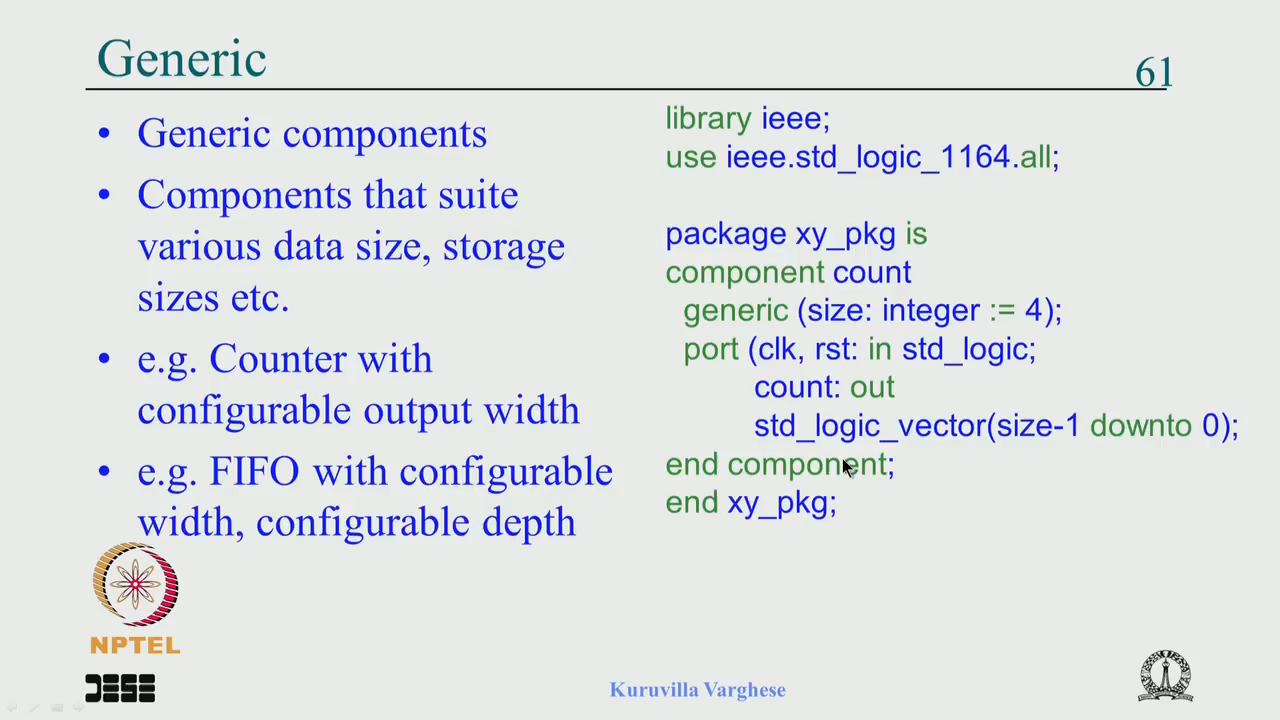 Generic
61
• Generic components
• Components that suite
various data size, storage
sizes etc.
• e.g. Counter with
configurable output width
• e.g. FIFO with configurable
width, configurable depth
library ieee;
use ieee.std_logic_1164.all;
package xy_pkg is
component count
generic (size: integer := 4);
port (clk, rst: in std_logic;
count: out
std_logic_vector(size-1 downto 0);
end component;
end xy_pkg;
NPTEL
Kuruvilla Varghese